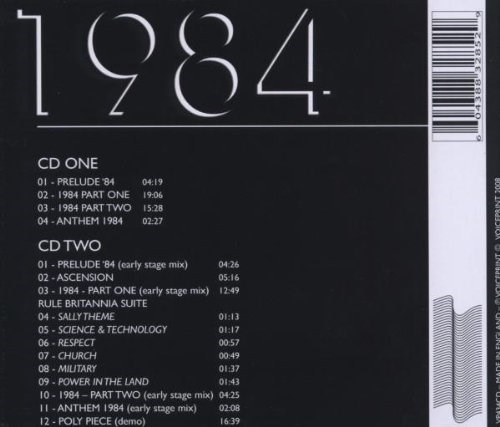 1984
CD ONE
01 - PRELUDE '84 04:19
02 - 1984 PART ONE 19:06
03 - 1984 PART TWO 15:28
04 - ANTHEM 1984 02:27
CD TWO
01 - PRELUDE '84 (early stage mix) 04:26
02 - ASCENSION 05:16
03 - 1984 - PART ONE (early stage mix) 12:49
RULE BRITANNIA SUITE
04 - SALLY THEME 01:13
05 - SCIENCE & TECHNOLOGY 01:17
06 - RESPECT 00:57
07 - CHURCH 00:49
08 - MILITARY 01:37
09 - POWER IN THE LAND 01:43
10 - 1984 – PART TWO (early stage mix) 04:25
11 - ANTHEM 1984 (early stage mix) 02:08
12 - POLY PIECE (demo) 16:39
6 04388 32852 9
– MADE IN ENGLAND – ℗ VOICEPRINT © VOICEPRINT 2008